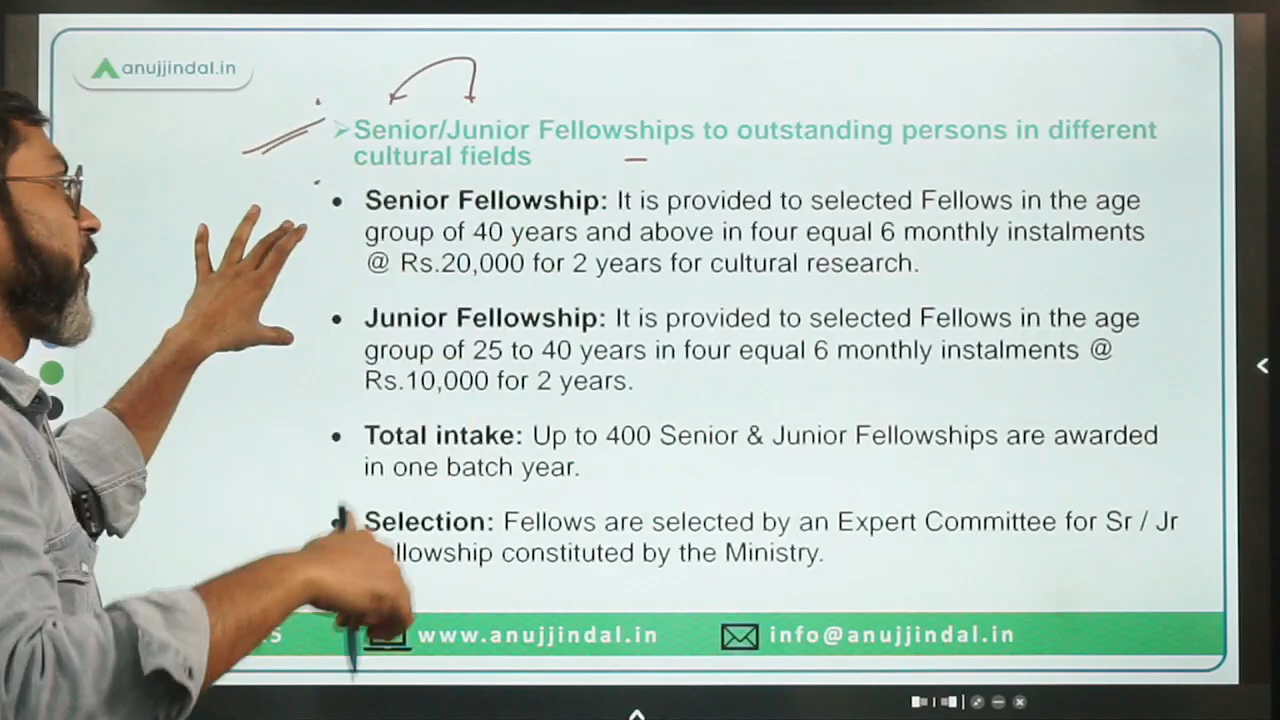 anujjindal.in
Senior/Junior Fellowships to outstanding persons in different
cultural fields
Senior Fellowship: It is provided to selected Fellows in the age
group of 40 years and above in four equal 6 monthly instalments
@ Rs.20,000 for 2 years for cultural research.
Junior Fellowship: It is provided to selected Fellows in the age
group of 25 to 40 years in four equal 6 monthly instalments @
Rs.10,000 for 2 years.
Total intake: Up to 400 Senior & Junior Fellowships are awarded
in one batch year.
Selection: Fellows are selected by an Expert Committee for Sr / Jr
constituted by the Ministry.
www.anujjindal.in info@anujjindal.in